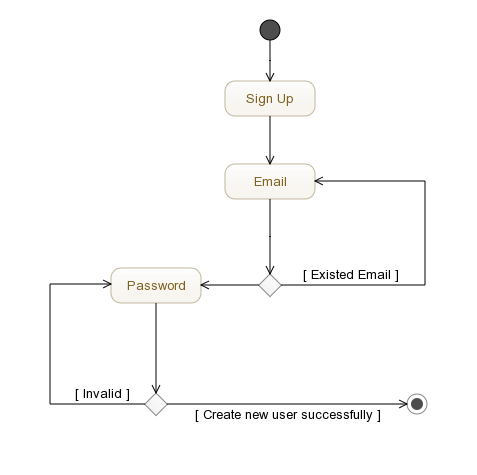 Sign Up
Email
[ Existed Email ]
Password
[ Invalid ]
[ Create new user successfully ]